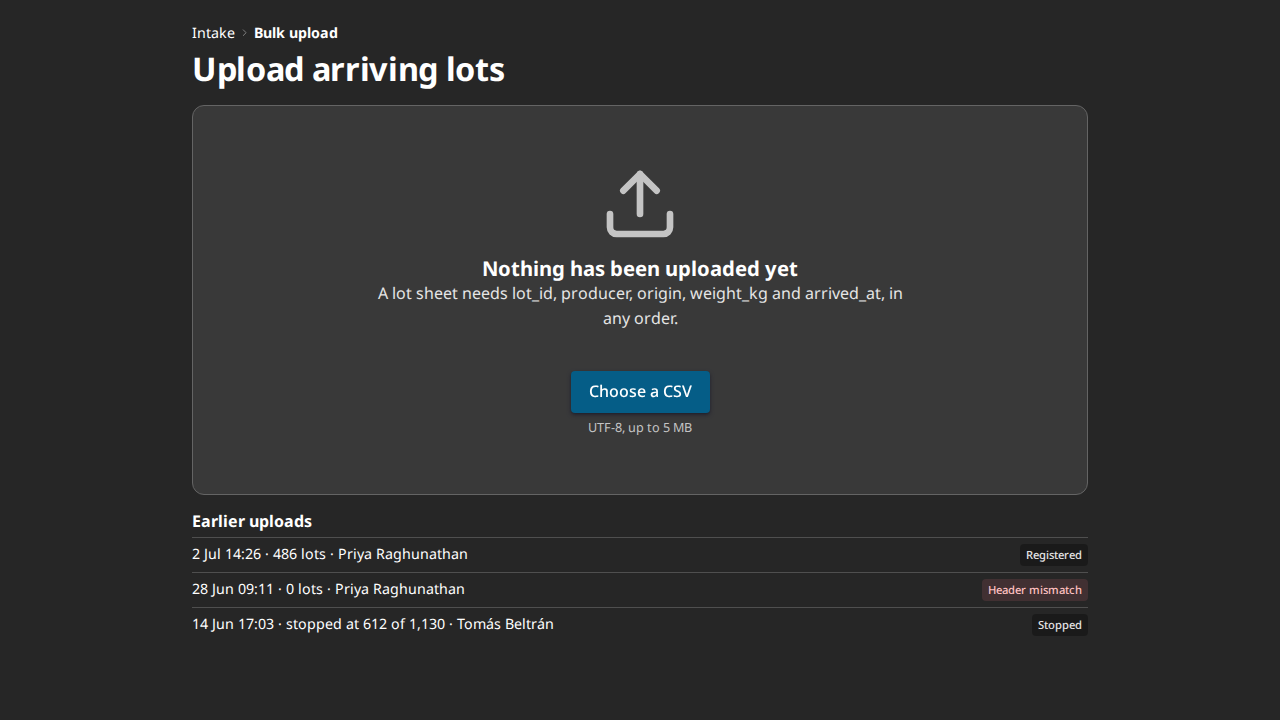 Intake › Bulk upload
Upload arriving lots
Nothing has been uploaded yet
A lot sheet needs lot_id, producer, origin, weight_kg and arrived_at, in
any order.
Choose a CSV
UTF-8, up to 5 MB
Earlier uploads
2 Jul 14:26 · 486 lots · Priya Raghunathan Registered
28 Jun 09:11 · 0 lots · Priya Raghunathan Header mismatch
14 Jun 17:03 · stopped at 612 of 1,130 · Tomás Beltrán Stopped